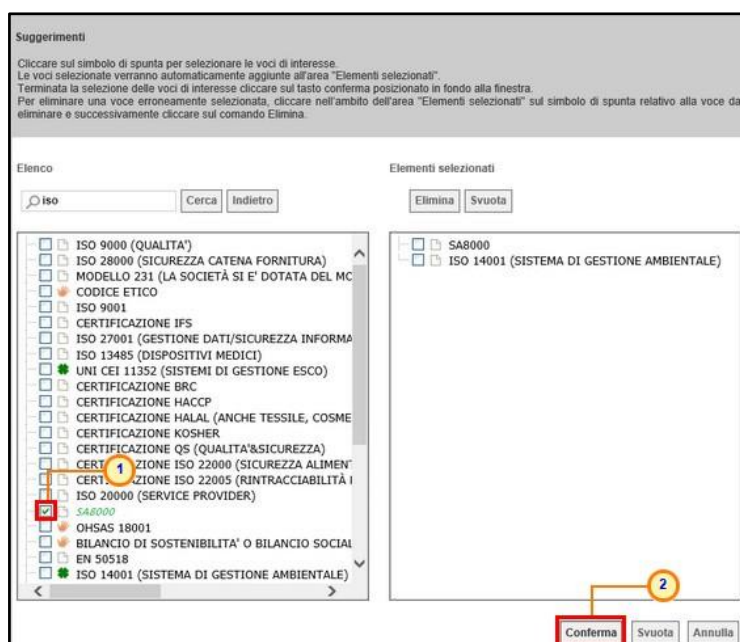 Suggerimenti
Cliccare sul simbolo di spunta per selezionare le voci di interesse.
Le voci selezionate verranno automaticamente aggiunte all'area "Elementi selezionati".
Terminata la selezione delle voci di interesse cliccare sul tasto conferma posizionato in fondo alla finestra.
Per eliminare una voce erroneamente selezionata, cliccare nell'ambito dell'area "Elementi selezionati" sul simbolo di spunta relativo alla voce da
eliminare e successivamente cliccare sul comando Elimina.
Elenco
iso Cerca Indietro
ISO 9000 (QUALITA')
ISO 28000 (SICUREZZA CATENA FORNITURA)
MODELLO 231 (LA SOCIETÀ SI E' DOTATA DEL MC
CODICE ETICO
ISO 9001
CERTIFICAZIONE IFS
ISO 27001 (GESTIONE DATI/SICUREZZA INFORMA
ISO 13485 (DISPOSITIVI MEDICI)
UNI CEI 11352 (SISTEMI DI GESTIONE ESCO)
CERTIFICAZIONE BRC
CERTIFICAZIONE HACCP
CERTIFICAZIONE HALAL (ANCHE TESSILE, COSME
CERTIFICAZIONE KOSHER
CERTIFICAZIONE QS (QUALITA'&SICUREZZA)
CERT 1 ZIONE ISO 22000 (SICUREZZA ALIMENT
CERT ZIONE ISO 22005 (RINTRACCIABILITÀ
ISO 20000 (SERVICE PROVIDER)
SA8000
OHSAS 18001
BILANCIO DI SOSTENIBILITA' O BILANCIO SOCIAL
EN 50518
ISO 14001 (SISTEMA DI GESTIONE AMBIENTALE)
Elementi selezionati
Elimina Svuota
SA8000
ISO 14001 (SISTEMA DI GESTIONE AMBIENTALE)
2
Conferma Svuota Annulla